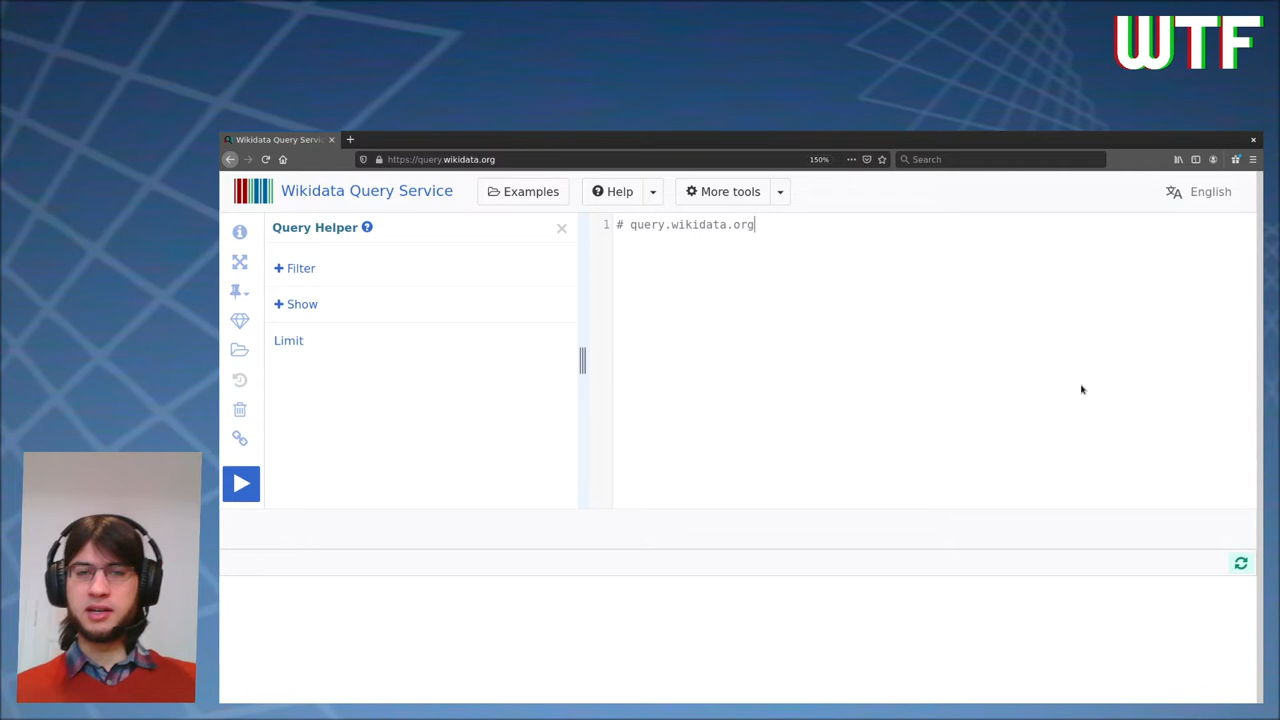 WTF
Wikidata Query Servic
https://query.wikidata.org
150%
Search
Wikidata Query Service
Examples
Help
More tools
English
Query Helper
1 # query.wikidata.org
+ Filter
+ Show
Limit